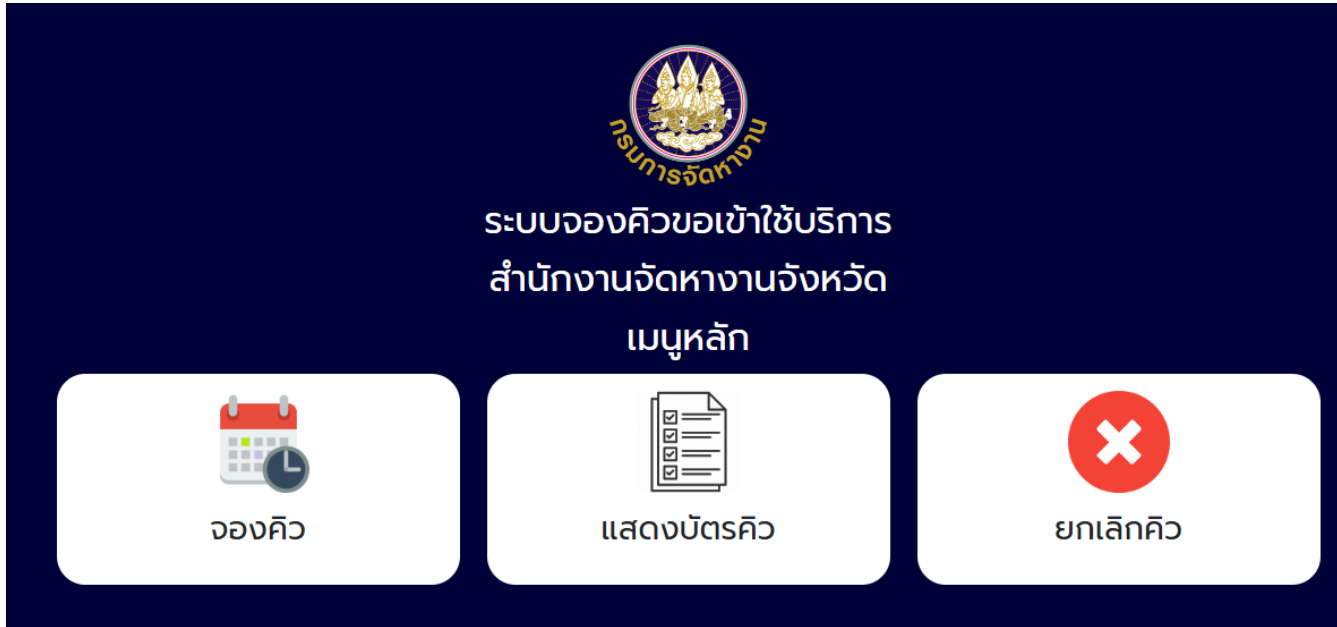 กรมการจัดหางาน
ระบบจองคิวขอเข้าใช้บริการ
สำนักงานจัดหางานจังหวัด
เมนูหลัก
จองคิว
แสดงบัตรคิว
ยกเลิกคิว